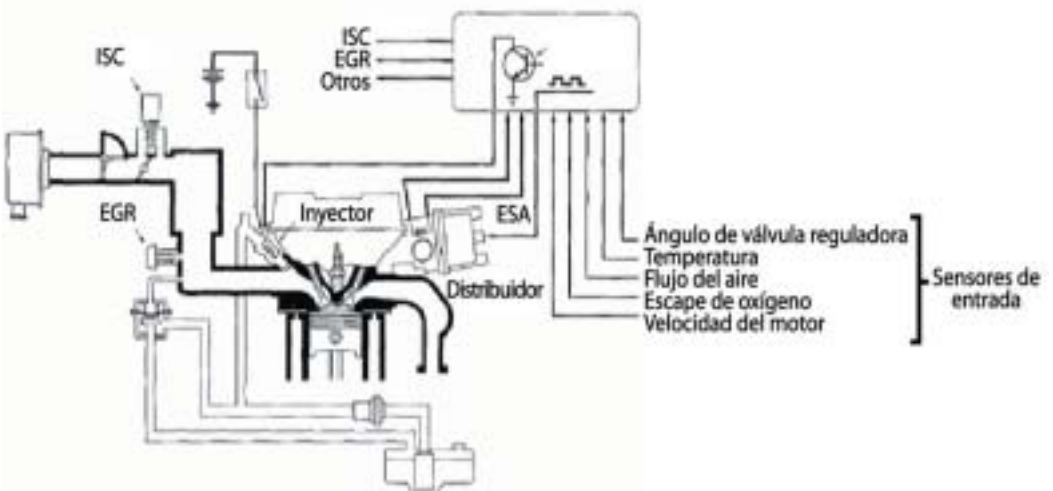 ISC
EGR
Otros
ISC
EGR
Inyector
ESA
Distribuidor
Ángulo de válvula reguladora
Temperatura
Flujo del aire
Escape de oxígeno
Velocidad del motor
Sensores de
entrada